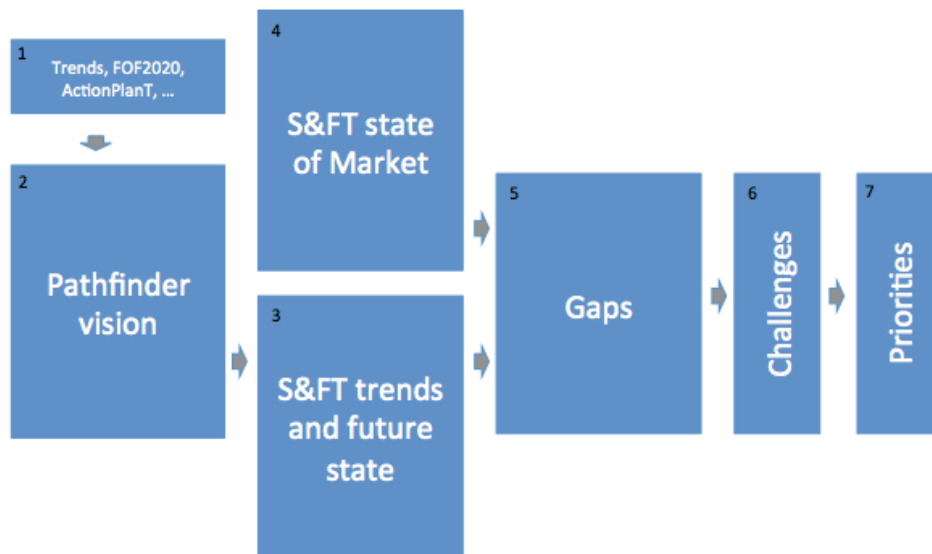 1
Trends, FOF2020,
ActionPlanT, ...
2
Pathfinder
vision
3
S&FT trends
and future
state
4
S&FT state
of Market
5
Gaps
6
Challenges
7
Priorities